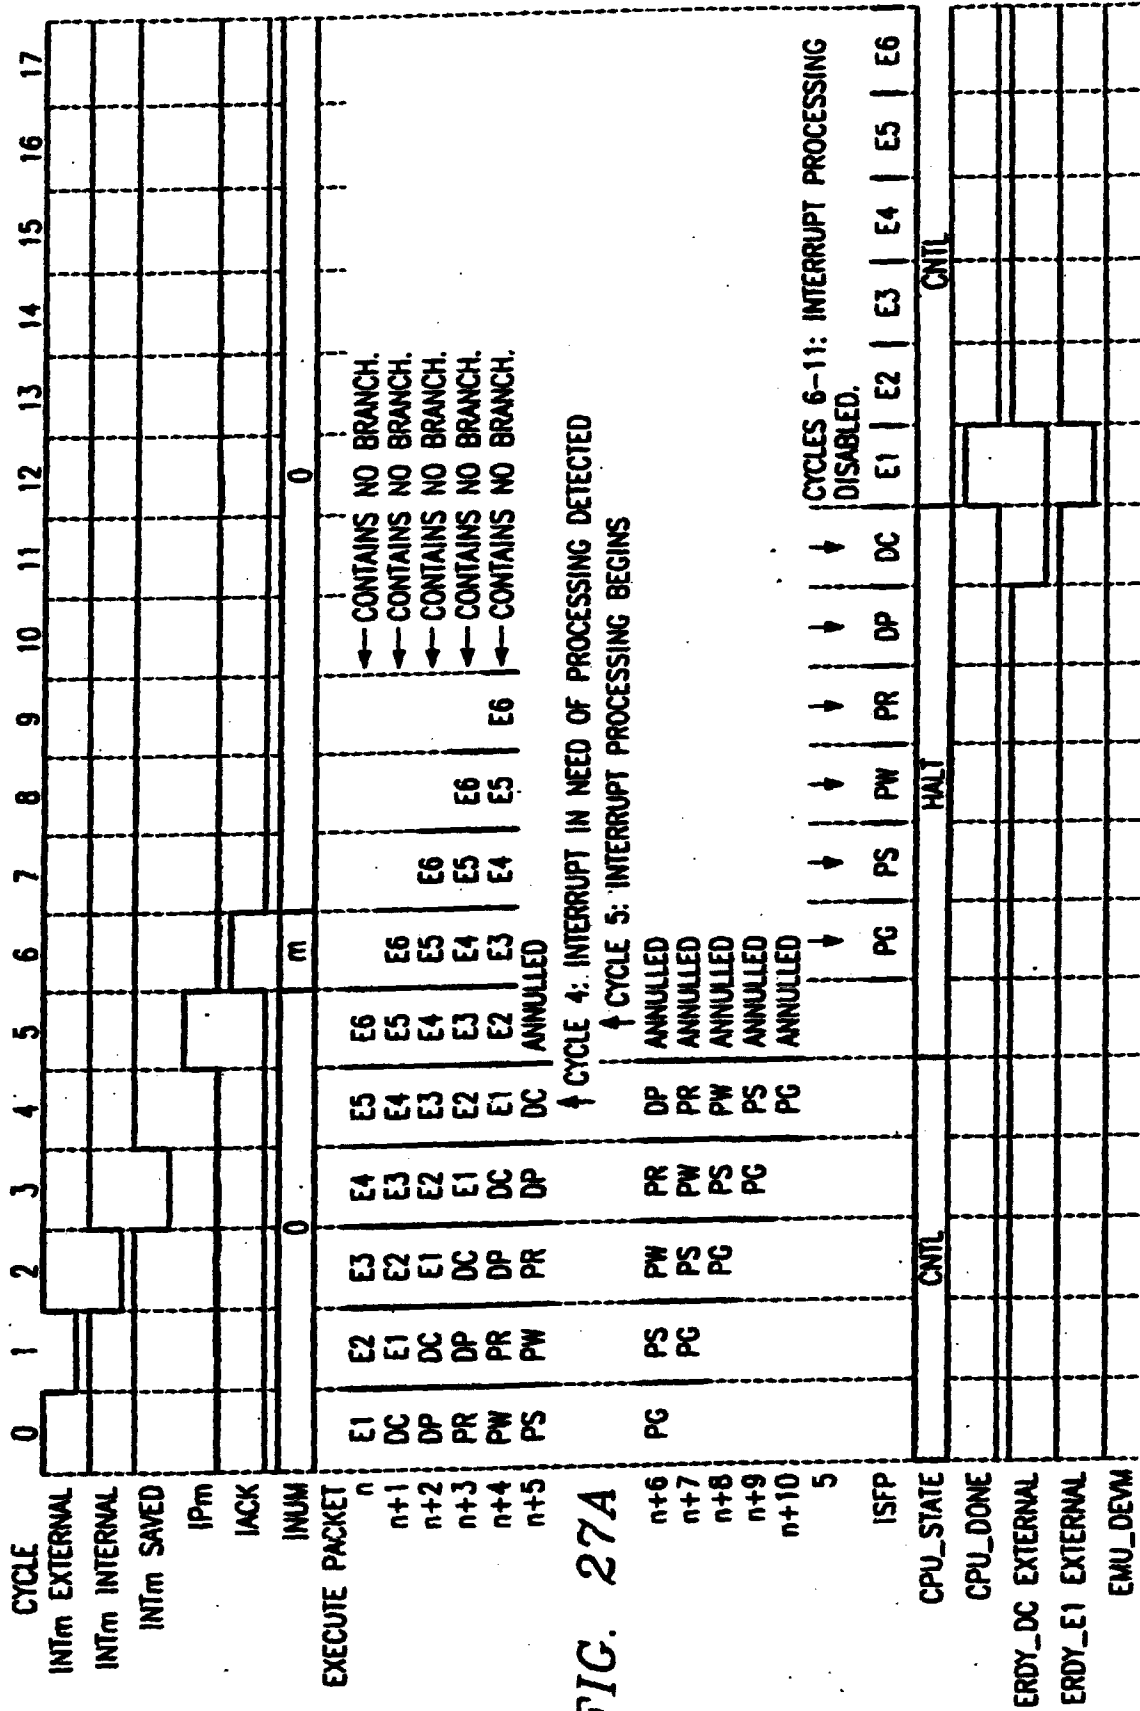 CYCLE 0 1 2 3 4 5 6 7 8 9 10 11 12 13 14 15 16 17
INTm EXTERNAL
INTm INTERNAL
INTm SAVED
IPm
IACK
INUM 0 m 0
EXECUTE PACKET
n E1 E2 E3 E4 E5 E6 ← CONTAINS NO BRANCH.
n+1 DC E1 E2 E3 E4 E5 E6 ← CONTAINS NO BRANCH.
n+2 DP DC E1 E2 E3 E4 E5 E6 ← CONTAINS NO BRANCH.
n+3 PR DP DC E1 E2 E3 E4 E5 E6 ← CONTAINS NO BRANCH.
n+4 PW PR DP DC E1 E2 E3 E4 E5 E6 ← CONTAINS NO BRANCH.
n+5 PS PW PR DP DC ANNULLED
↑ CYCLE 4: INTERRUPT IN NEED OF PROCESSING DETECTED
FIG. 27A
↑ CYCLE 5: INTERRUPT PROCESSING BEGINS
n+6 PG PS PW PR DP ANNULLED
n+7 PG PS PW PR ANNULLED
n+8 PG PS PW ANNULLED
n+9 PG PS ANNULLED
n+10 PG ANNULLED
5 ↓ ↓ ↓ ↓ ↓ ↓ CYCLES 6-11: INTERRUPT PROCESSING
DISABLED.
ISFP PG PS PW PR DP DC E1 E2 E3 E4 E5 E6
CPU_STATE CNTL HALT CNTL
CPU_DONE
ERDY_DC EXTERNAL
ERDY_E1 EXTERNAL
EMU_DEVM